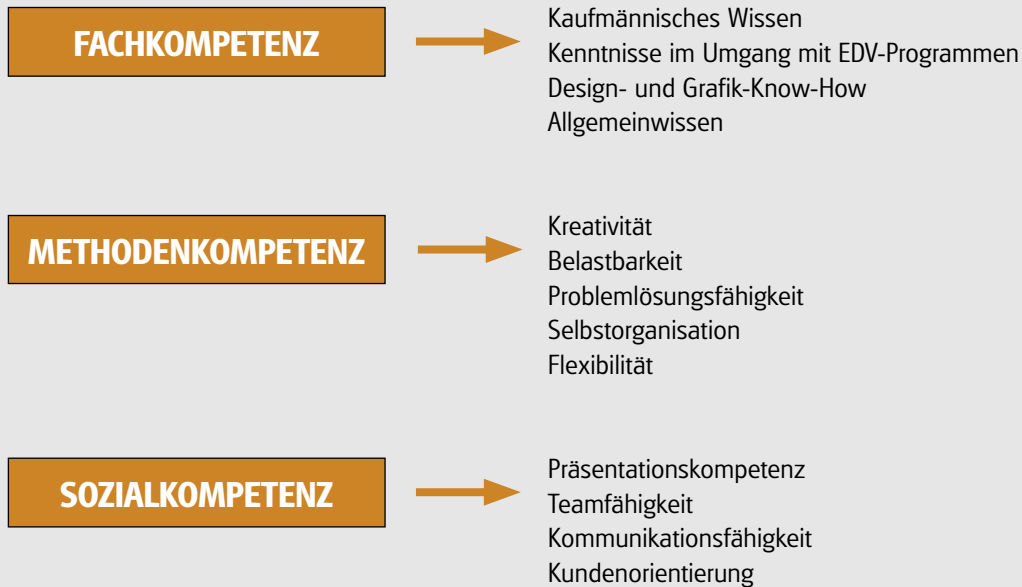 FACHKOMPETENZ
Kaufmännisches Wissen
Kenntnisse im Umgang mit EDV-Programmen
Design- und Grafik-Know-How
Allgemeinwissen
METHODENKOMPETENZ
Kreativität
Belastbarkeit
Problemlösungsfähigkeit
Selbstorganisation
Flexibilität
SOZIALKOMPETENZ
Präsentationskompetenz
Teamfähigkeit
Kommunikationsfähigkeit
Kundenorientierung